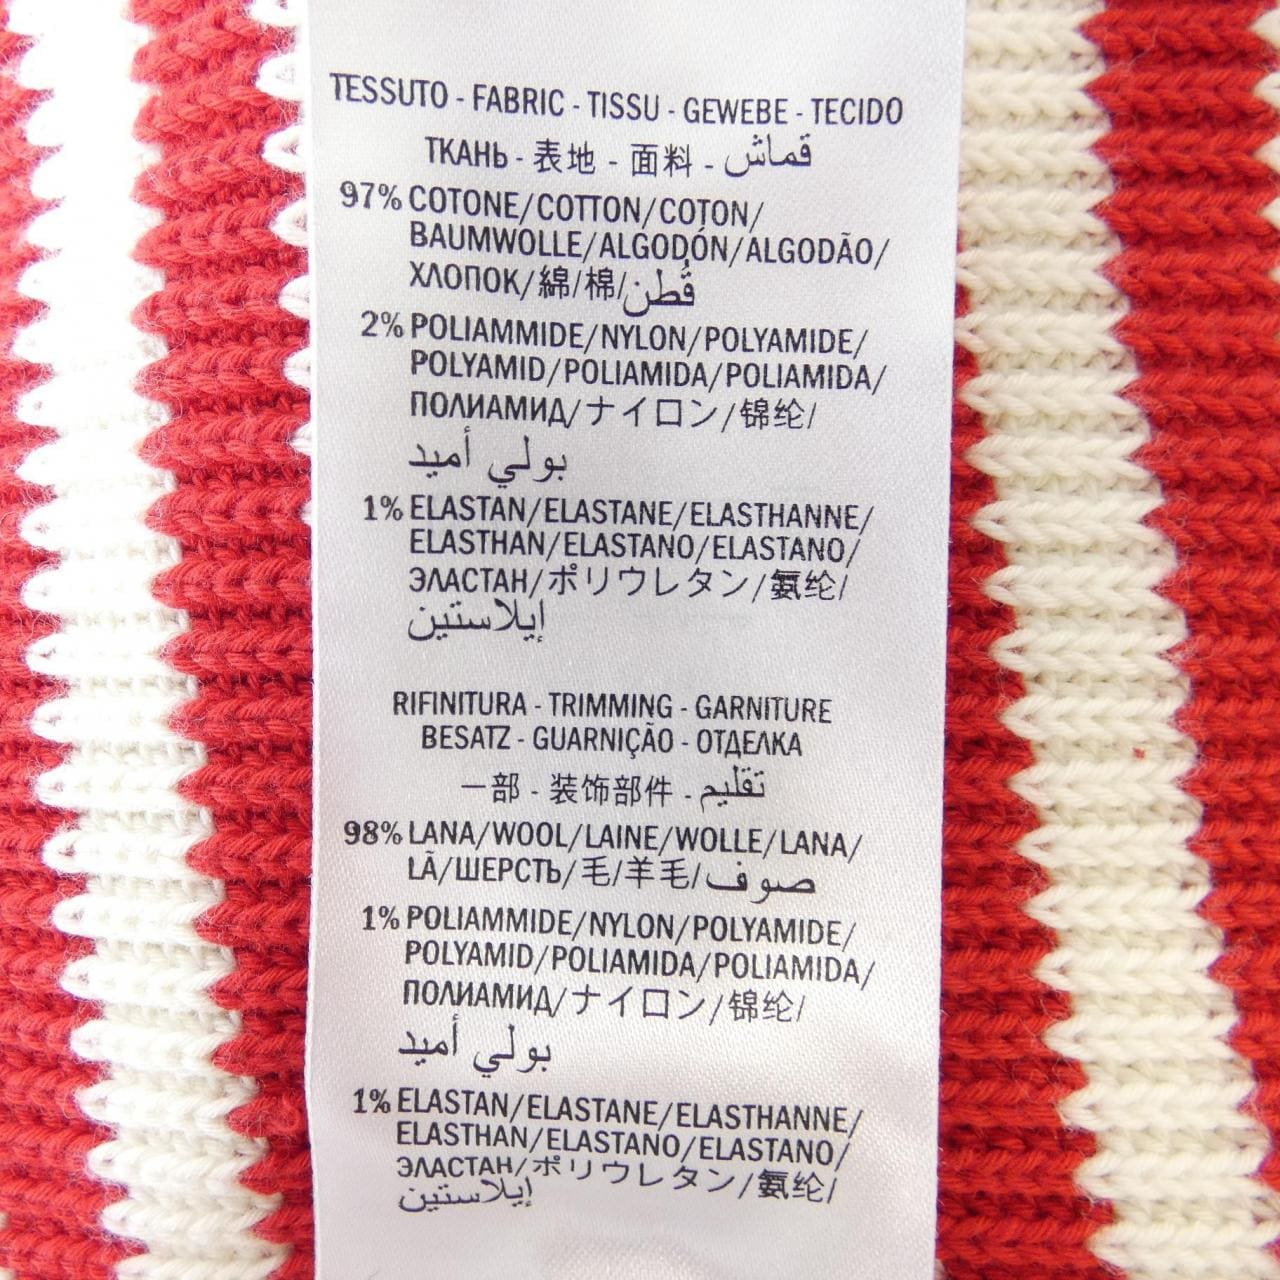 TESSUTO - FABRIC - TISSU - GEWEBE - TECIDO
ТКАНЬ - 表地 - 面料 - قماش
97% COTONE/COTTON/COTON/
BAUMWOLLE/ALGODÓN/ALGODÃO/
ХЛОПОК/綿/棉/قُطن
2% POLIAMMIDE/NYLON/POLYAMIDE/
POLYAMID/POLIAMIDA/POLIAMIDA/
ПОЛИАМИД/ナイロン/锦纶/
بولي أميد
1% ELASTAN/ELASTANE/ELASTHANNE/
ELASTHAN/ELASTANO/ELASTANO/
ЭЛАСТАН/ポリウレタン/氨纶/
إيلاستين
RIFINITURA - TRIMMING - GARNITURE
BESATZ - GUARNIÇÃO - ОТДЕЛКА
一部 - 装饰部件 - تقليم
98% LANA/WOOL/LAINE/WOLLE/LANA/
LÃ/ШЕРСТЬ/毛/羊毛/صوف
1% POLIAMMIDE/NYLON/POLYAMIDE/
POLYAMID/POLIAMIDA/POLIAMIDA/
ПОЛИАМИД/ナイロン/锦纶/
بولي أميد
1% ELASTAN/ELASTANE/ELASTHANNE/
ELASTHAN/ELASTANO/ELASTANO/
ЭЛАСТАН/ポリウレタン/氨纶/
إيلاستين